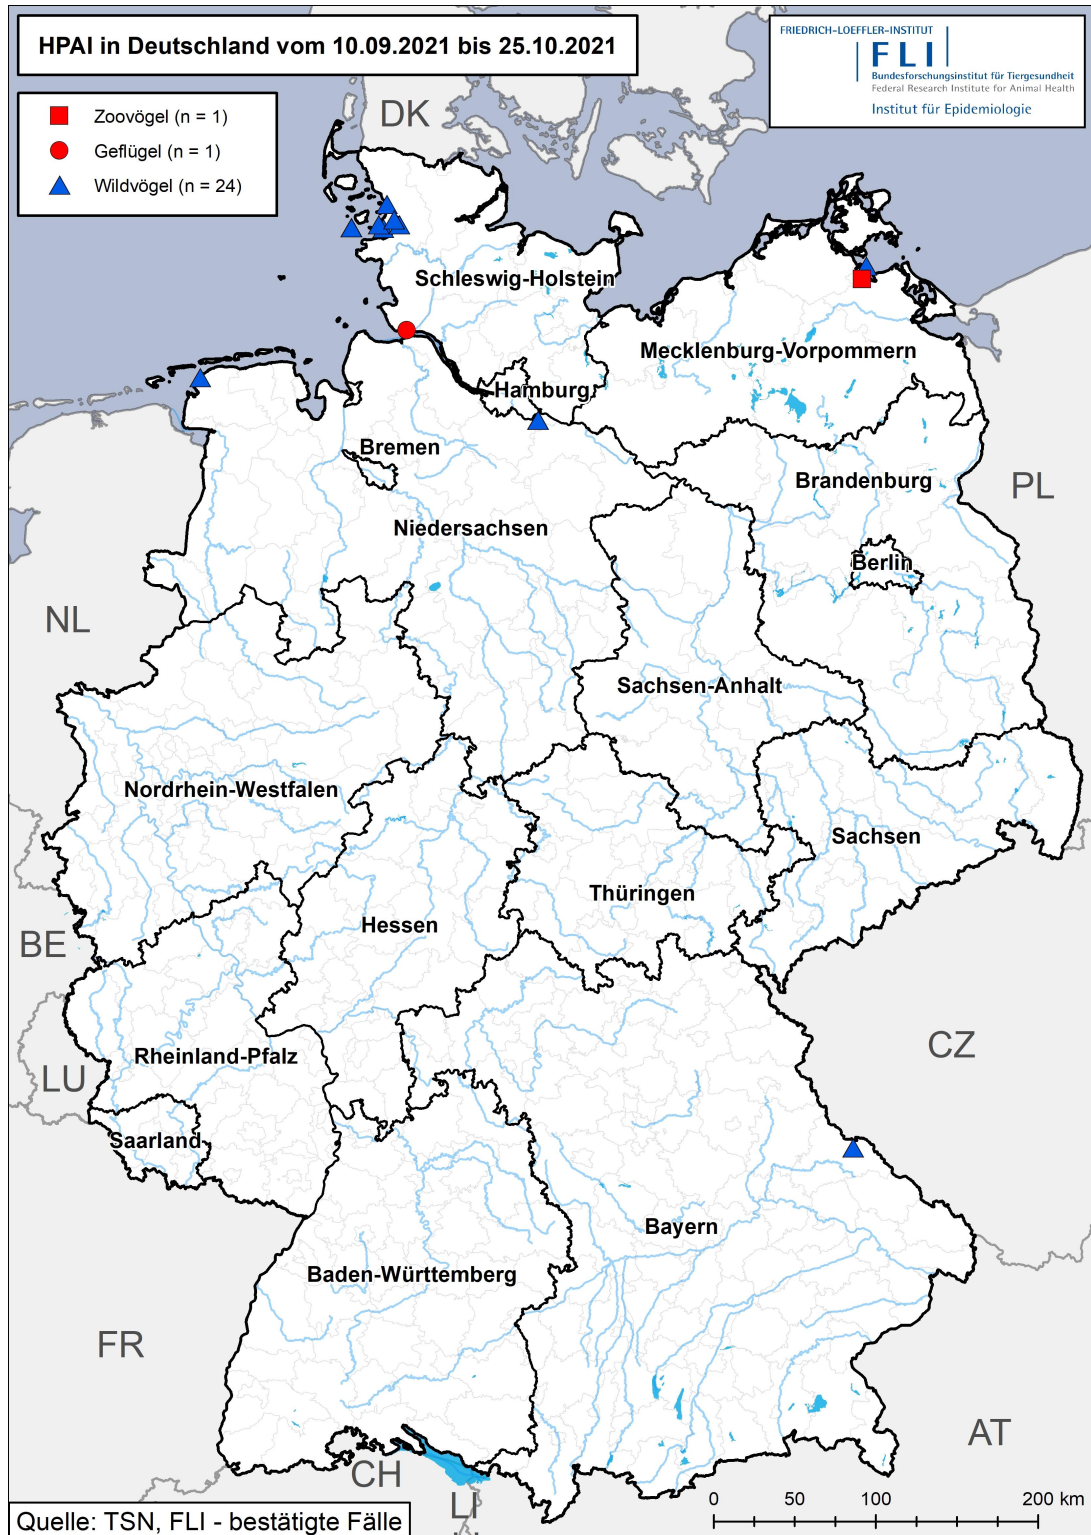 HPAI in Deutschland vom 10.09.2021 bis 25.10.2021
FRIEDRICH-LOEFFLER-INSTITUT
FLI
Bundesforschungsinstitut für Tiergesundheit
Federal Research Institute for Animal Health
Institut für Epidemiologie
Zoovögel (n = 1)
Geflügel (n = 1)
Wildvögel (n = 24)
DK
Schleswig-Holstein
Mecklenburg-Vorpommern
Hamburg
Bremen
Brandenburg
PL
Niedersachsen
Berlin
NL
Sachsen-Anhalt
Nordrhein-Westfalen
Sachsen
Thüringen
Hessen
BE
CZ
Rheinland-Pfalz
LU
Saarland
Bayern
Baden-Württemberg
FR
AT
CH
LI
0 50 100 200 km
Quelle: TSN, FLI - bestätigte Fälle